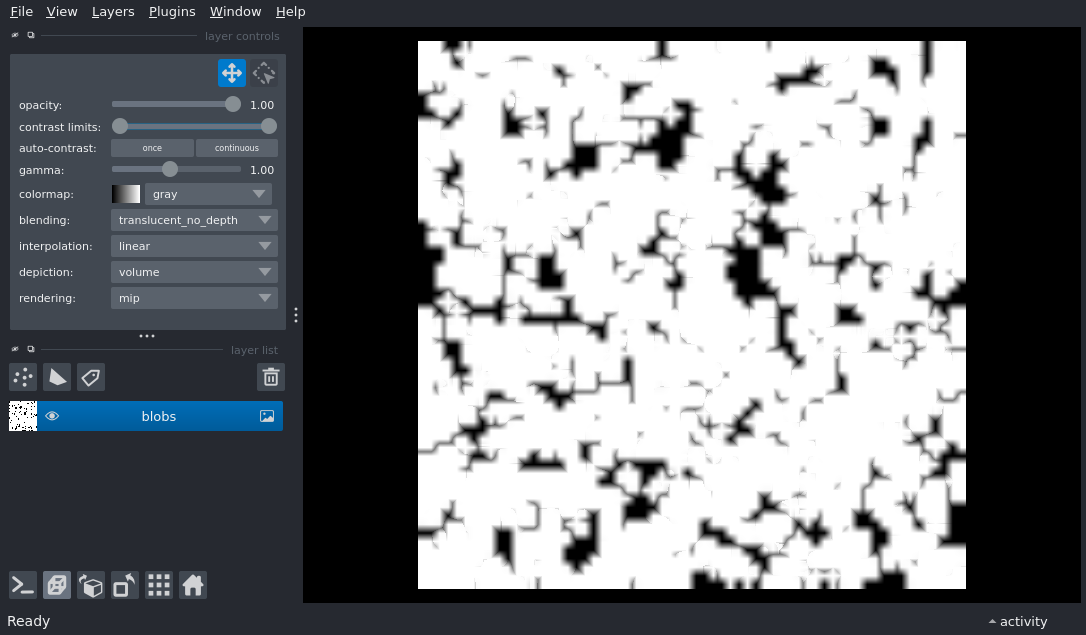 File View Layers Plugins Window Help
layer controls
opacity: 1.00
contrast limits:
auto-contrast: once continuous
gamma: 1.00
colormap: gray
blending: translucent_no_depth
interpolation: linear
depiction: volume
rendering: mip
layer list
blobs
Ready activity